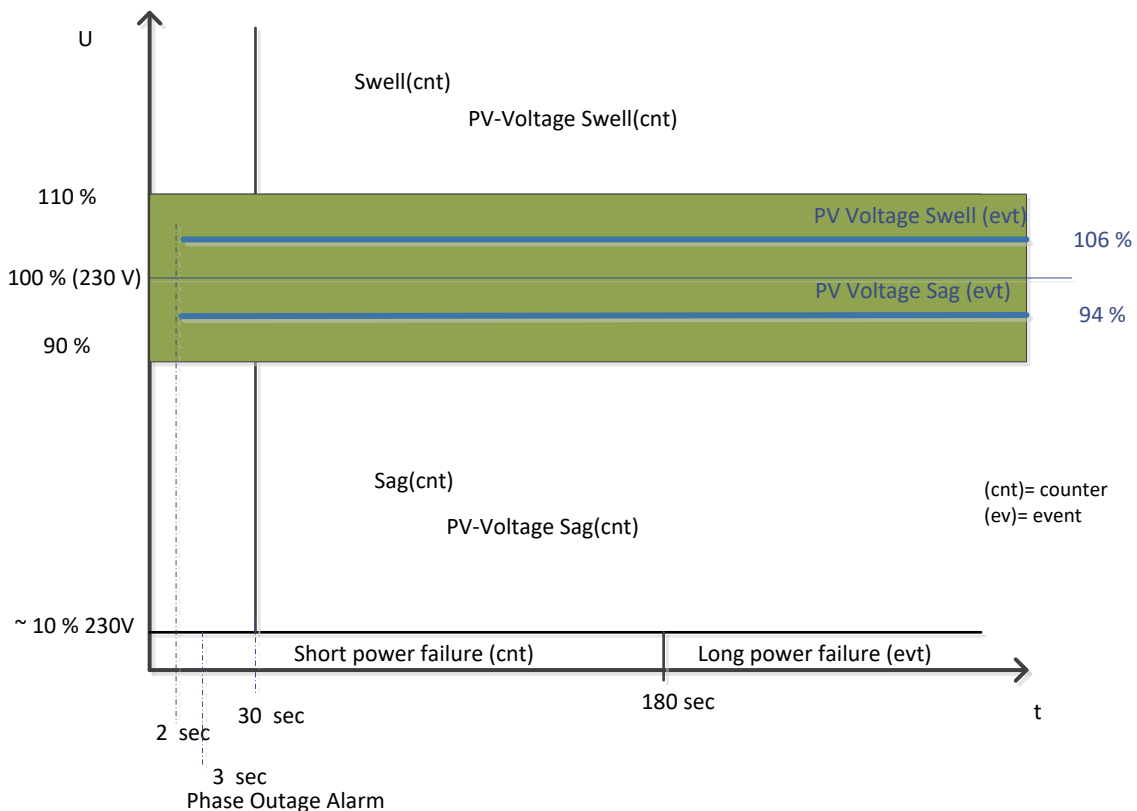 U
Swell(cnt)
PV-Voltage Swell(cnt)
110 %
PV Voltage Swell (evt)
106 %
100 % (230 V)
PV Voltage Sag (evt)
94 %
90 %
Sag(cnt)
PV-Voltage Sag(cnt)
(cnt)= counter
(ev)= event
~ 10 % 230V
Short power failure (cnt)
Long power failure (evt)
30 sec
180 sec
t
2 sec
3 sec
Phase Outage Alarm